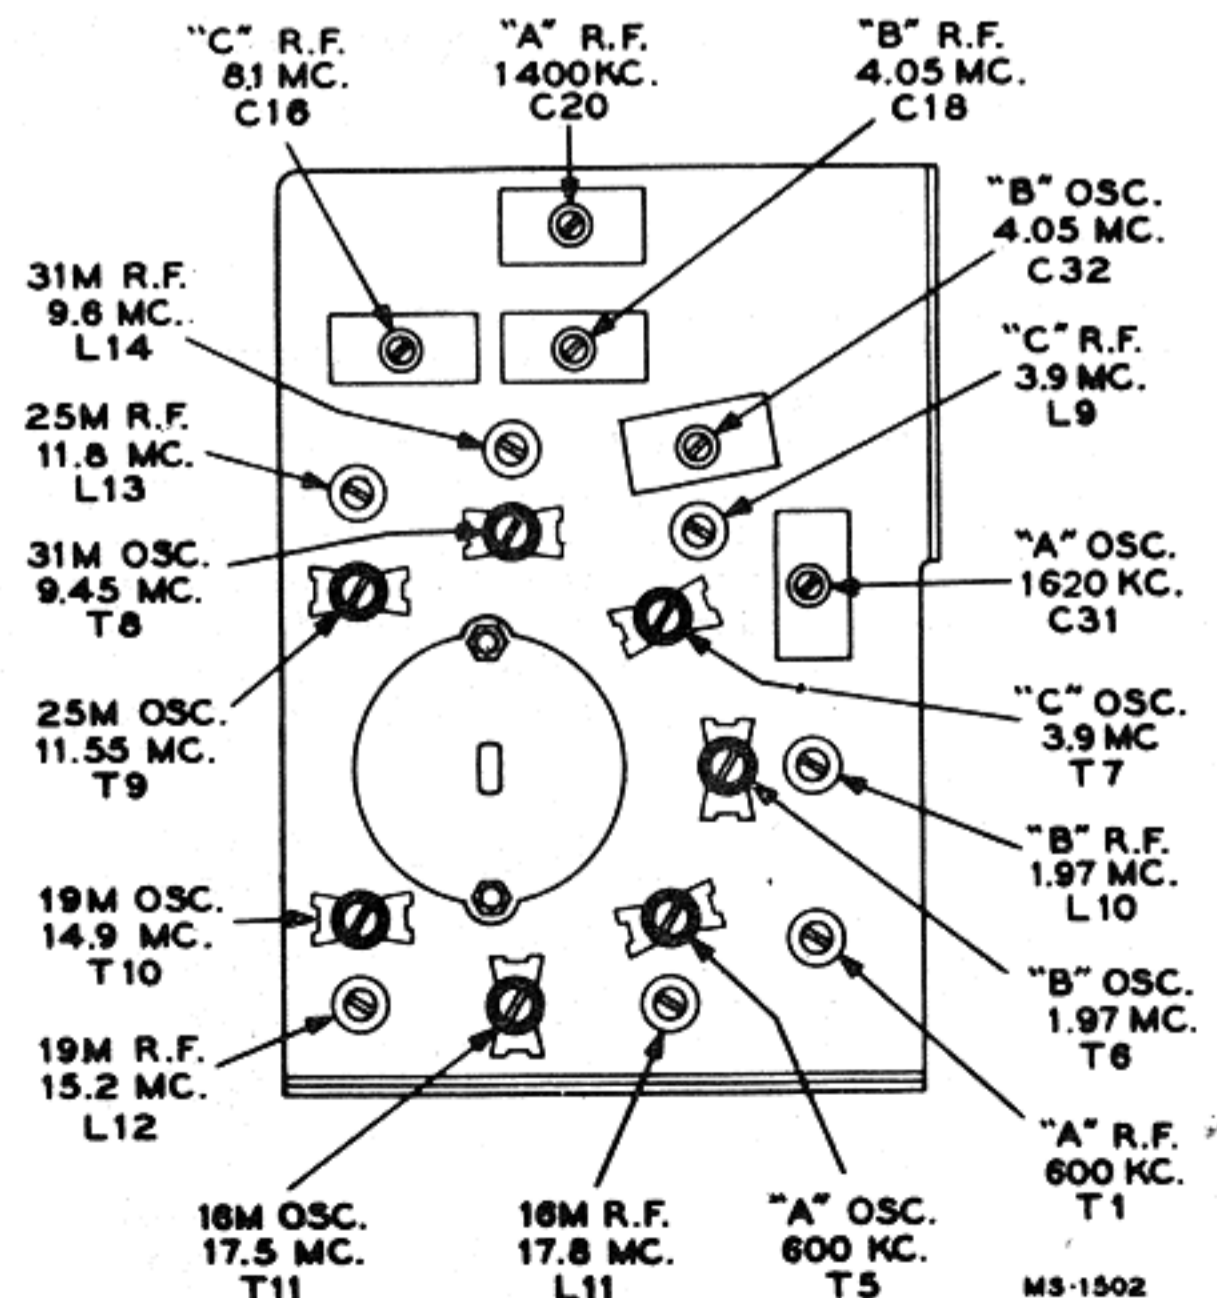 "C" R.F.
8.1 MC.
C16
"A" R.F.
1400 KC.
C20
"B" R.F.
4.05 MC.
C18
"B" OSC.
4.05 MC.
C32
31M R.F.
9.6 MC.
L14
"C" R.F.
3.9 MC.
L9
25M R.F.
11.8 MC.
L13
31M OSC.
9.45 MC.
T8
"A" OSC.
1620 KC.
C31
25M OSC.
11.55 MC.
T9
"C" OSC.
3.9 MC
T7
"B" R.F.
1.97 MC.
L10
19M OSC.
14.9 MC.
T10
"B" OSC.
1.97 MC.
T6
19M R.F.
15.2 MC.
L12
"A" R.F.
600 KC.
T1
16M OSC.
17.5 MC.
T11
16M R.F.
17.8 MC.
L11
"A" OSC.
600 KC.
T5
MS-1502